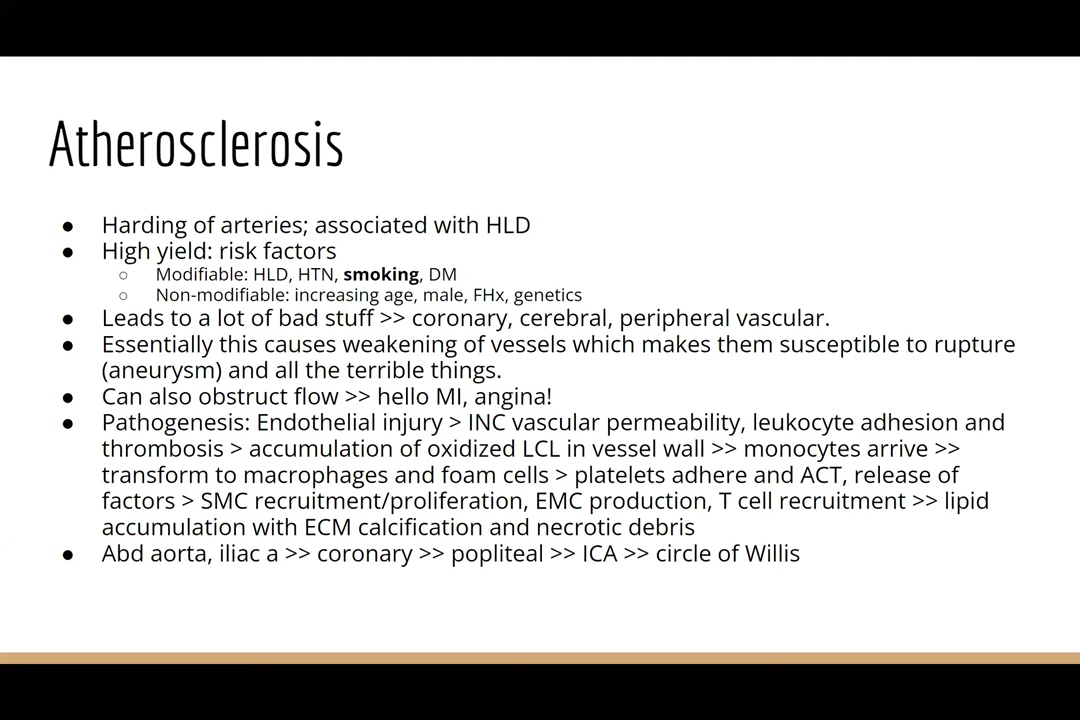 Atherosclerosis
● Harding of arteries; associated with HLD
● High yield: risk factors
○ Modifiable: HLD, HTN, smoking, DM
○ Non-modifiable: increasing age, male, FHx, genetics
● Leads to a lot of bad stuff >> coronary, cerebral, peripheral vascular.
● Essentially this causes weakening of vessels which makes them susceptible to rupture
(aneurysm) and all the terrible things.
● Can also obstruct flow >> hello MI, angina!
● Pathogenesis: Endothelial injury > INC vascular permeability, leukocyte adhesion and
thrombosis > accumulation of oxidized LCL in vessel wall >> monocytes arrive >>
transform to macrophages and foam cells > platelets adhere and ACT, release of
factors > SMC recruitment/proliferation, EMC production, T cell recruitment >> lipid
accumulation with ECM calcification and necrotic debris
● Abd aorta, iliac a >> coronary >> popliteal >> ICA >> circle of Willis